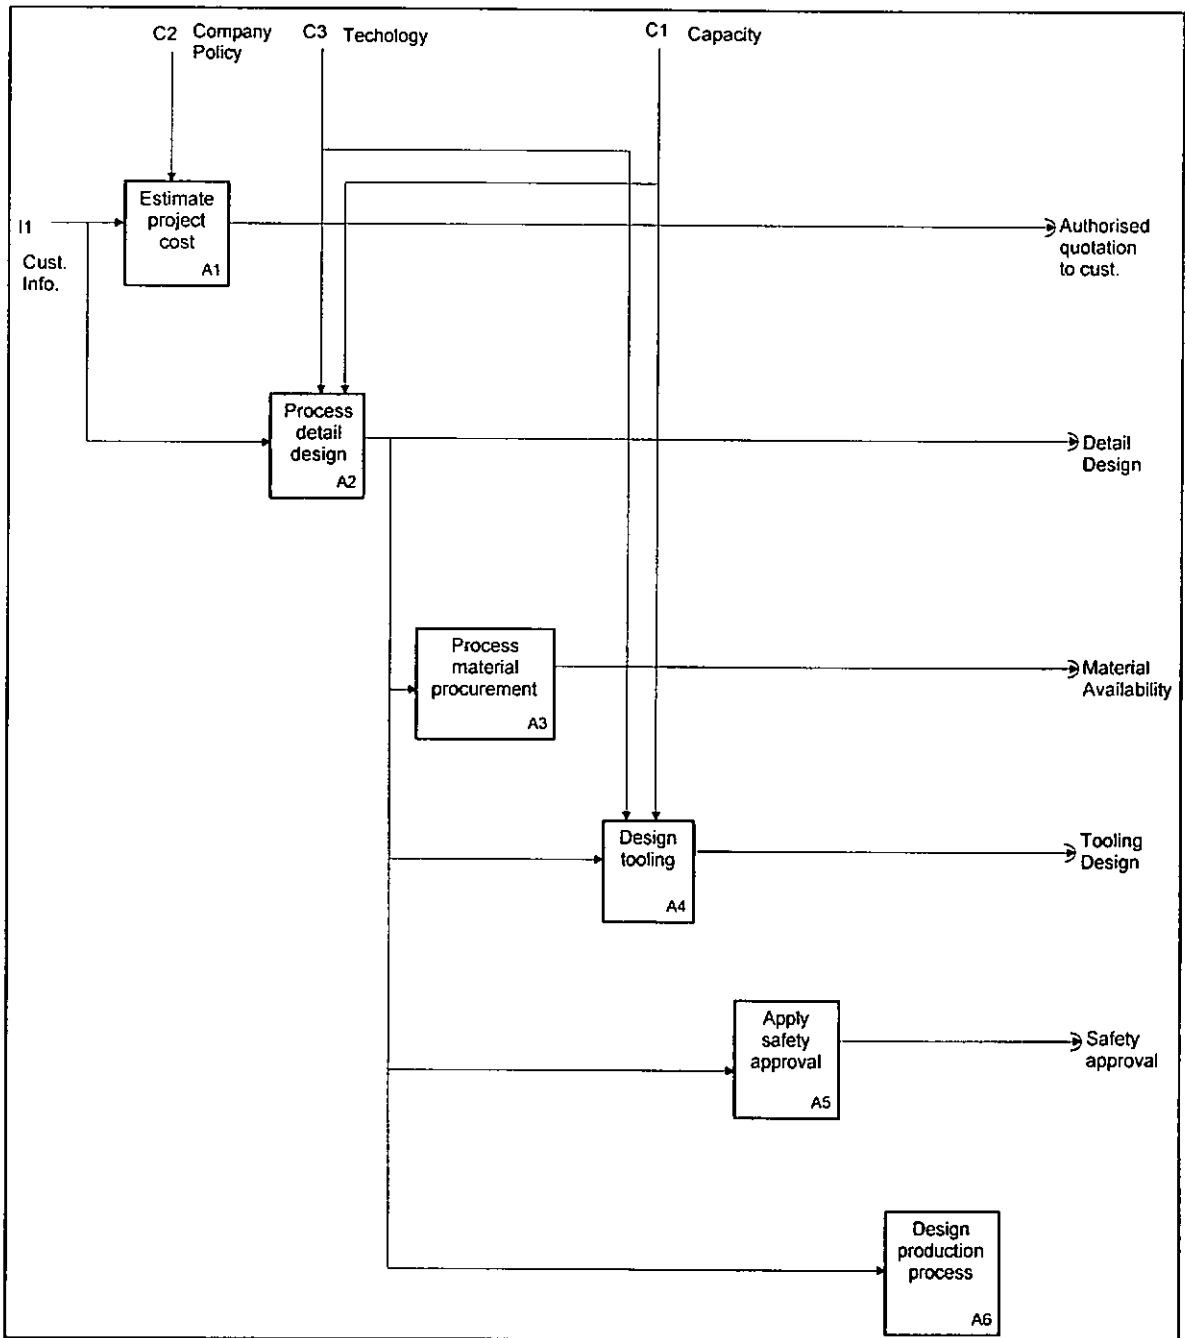 C2 Company
Policy
C3 Techology
C1 Capacity
Estimate
project
cost
A1
I1
Cust.
Info.
Authorised
quotation
to cust.
Process
detail
design
A2
Detail
Design
Process
material
procurement
A3
Material
Availability
Design
tooling
A4
Tooling
Design
Apply
safety
approval
A5
Safety
approval
Design
production
process
A6